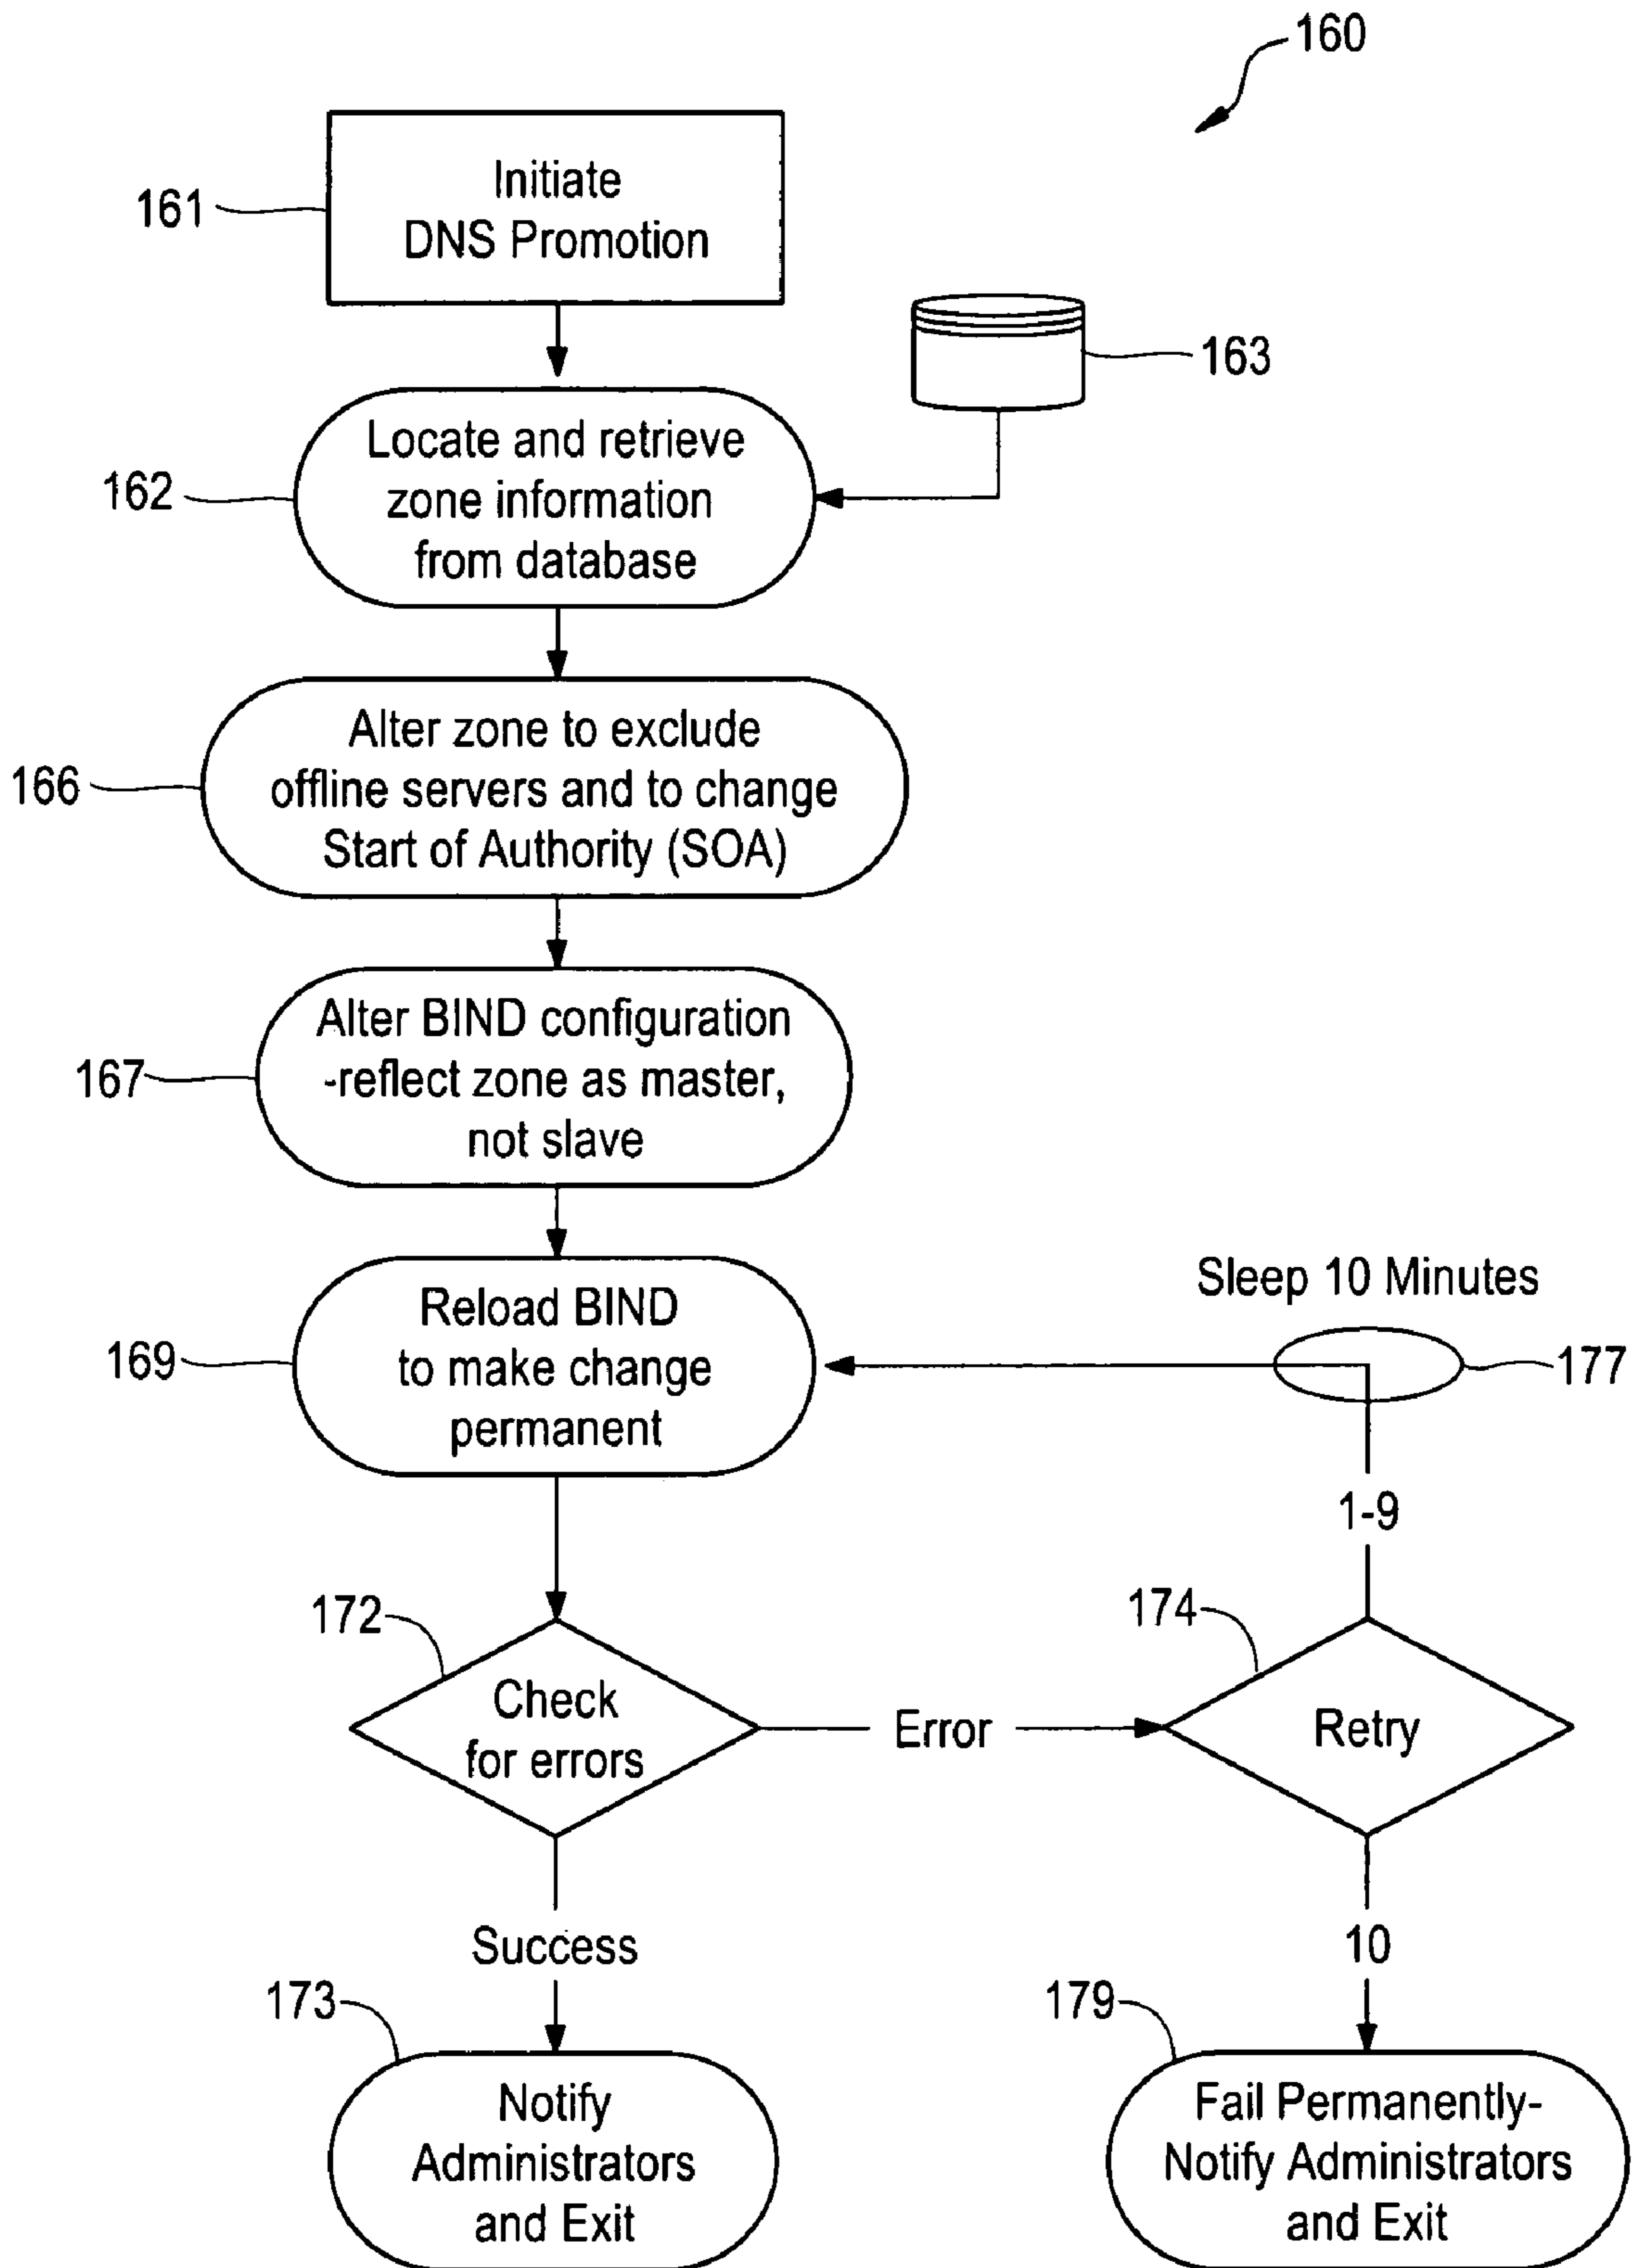 160
161
Initiate
DNS Promotion
163
162
Locate and retrieve
zone information
from database
166
Alter zone to exclude
offline servers and to change
Start of Authority (SOA)
167
Alter BIND configuration
-reflect zone as master,
not slave
169
Reload BIND
to make change
permanent
Sleep 10 Minutes
177
1-9
172
Check
for errors
Error
174
Retry
Success
10
173
Notify
Administrators
and Exit
179
Fail Permanently-
Notify Administrators
and Exit